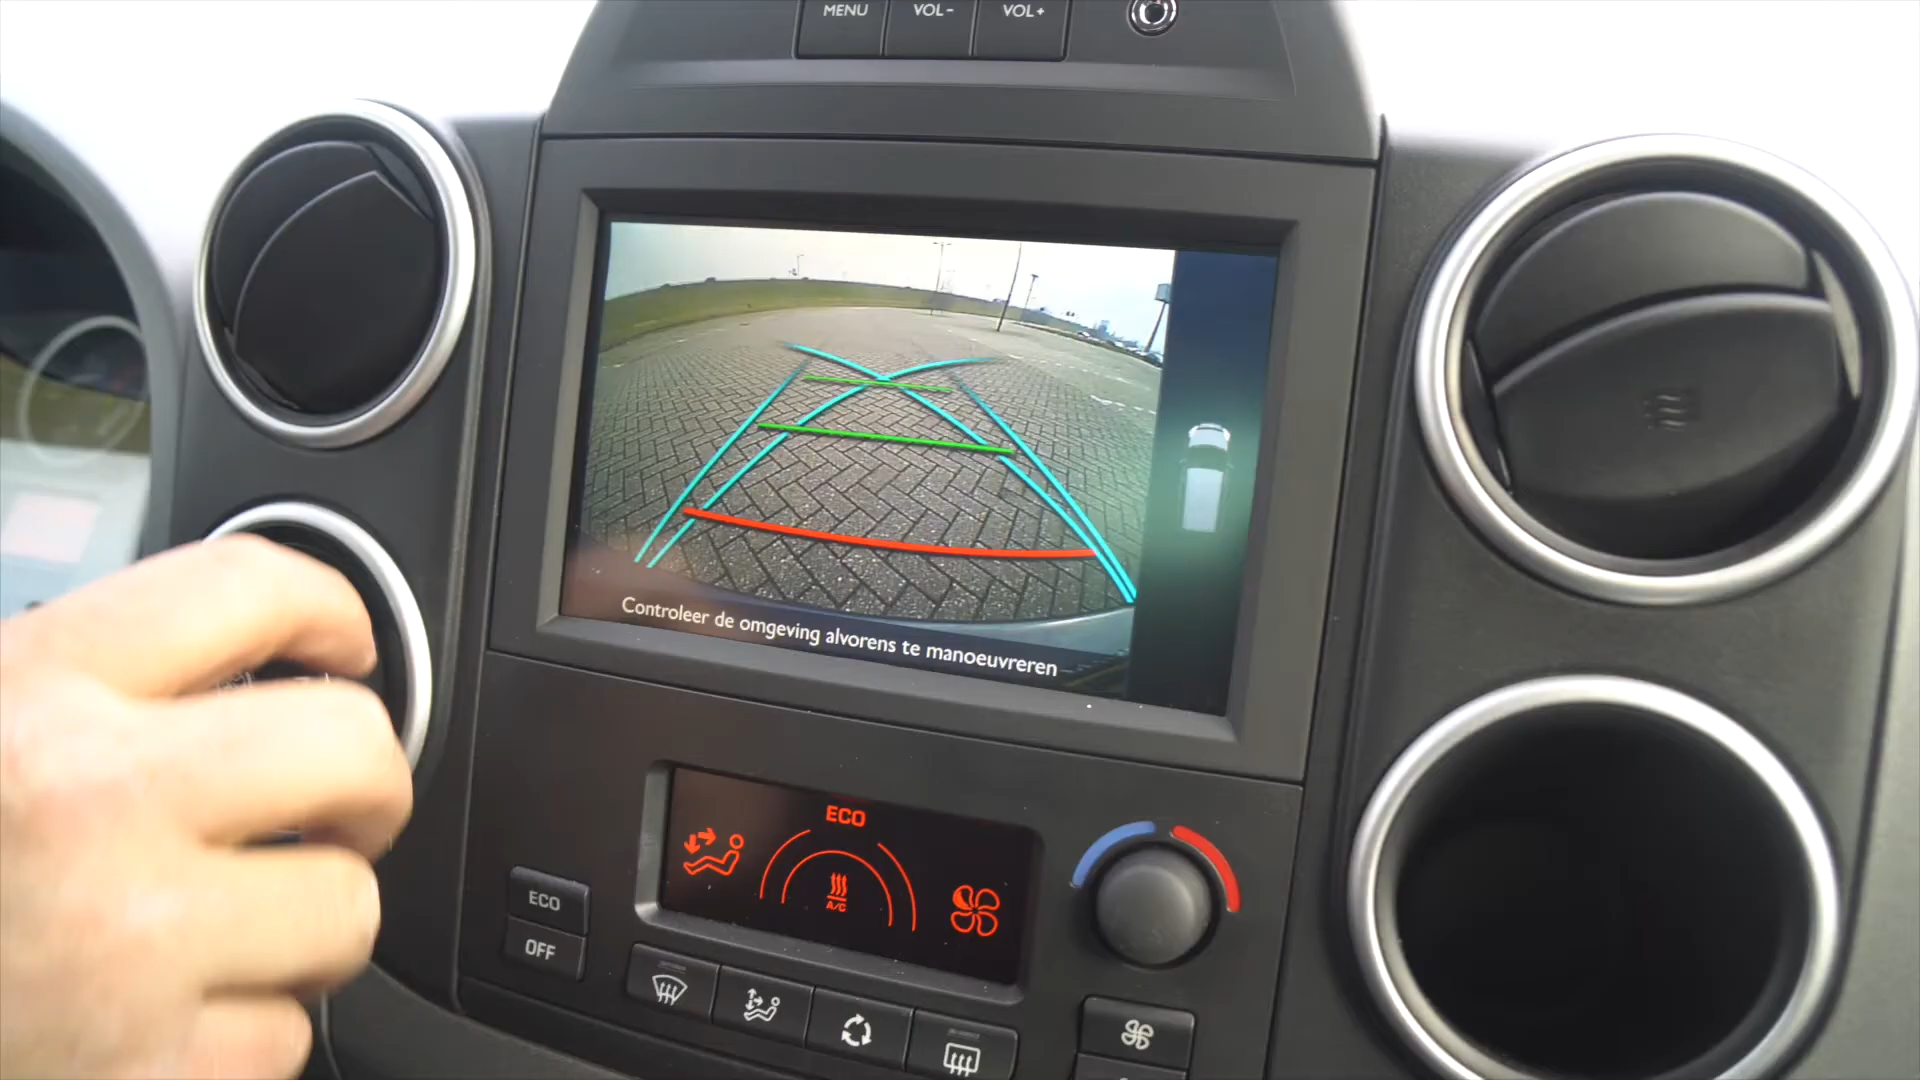 MENU
VOL-
VOL+
Controleer de omgeving alvorens te manoeuvreren
ECO
A/C
ECO
OFF